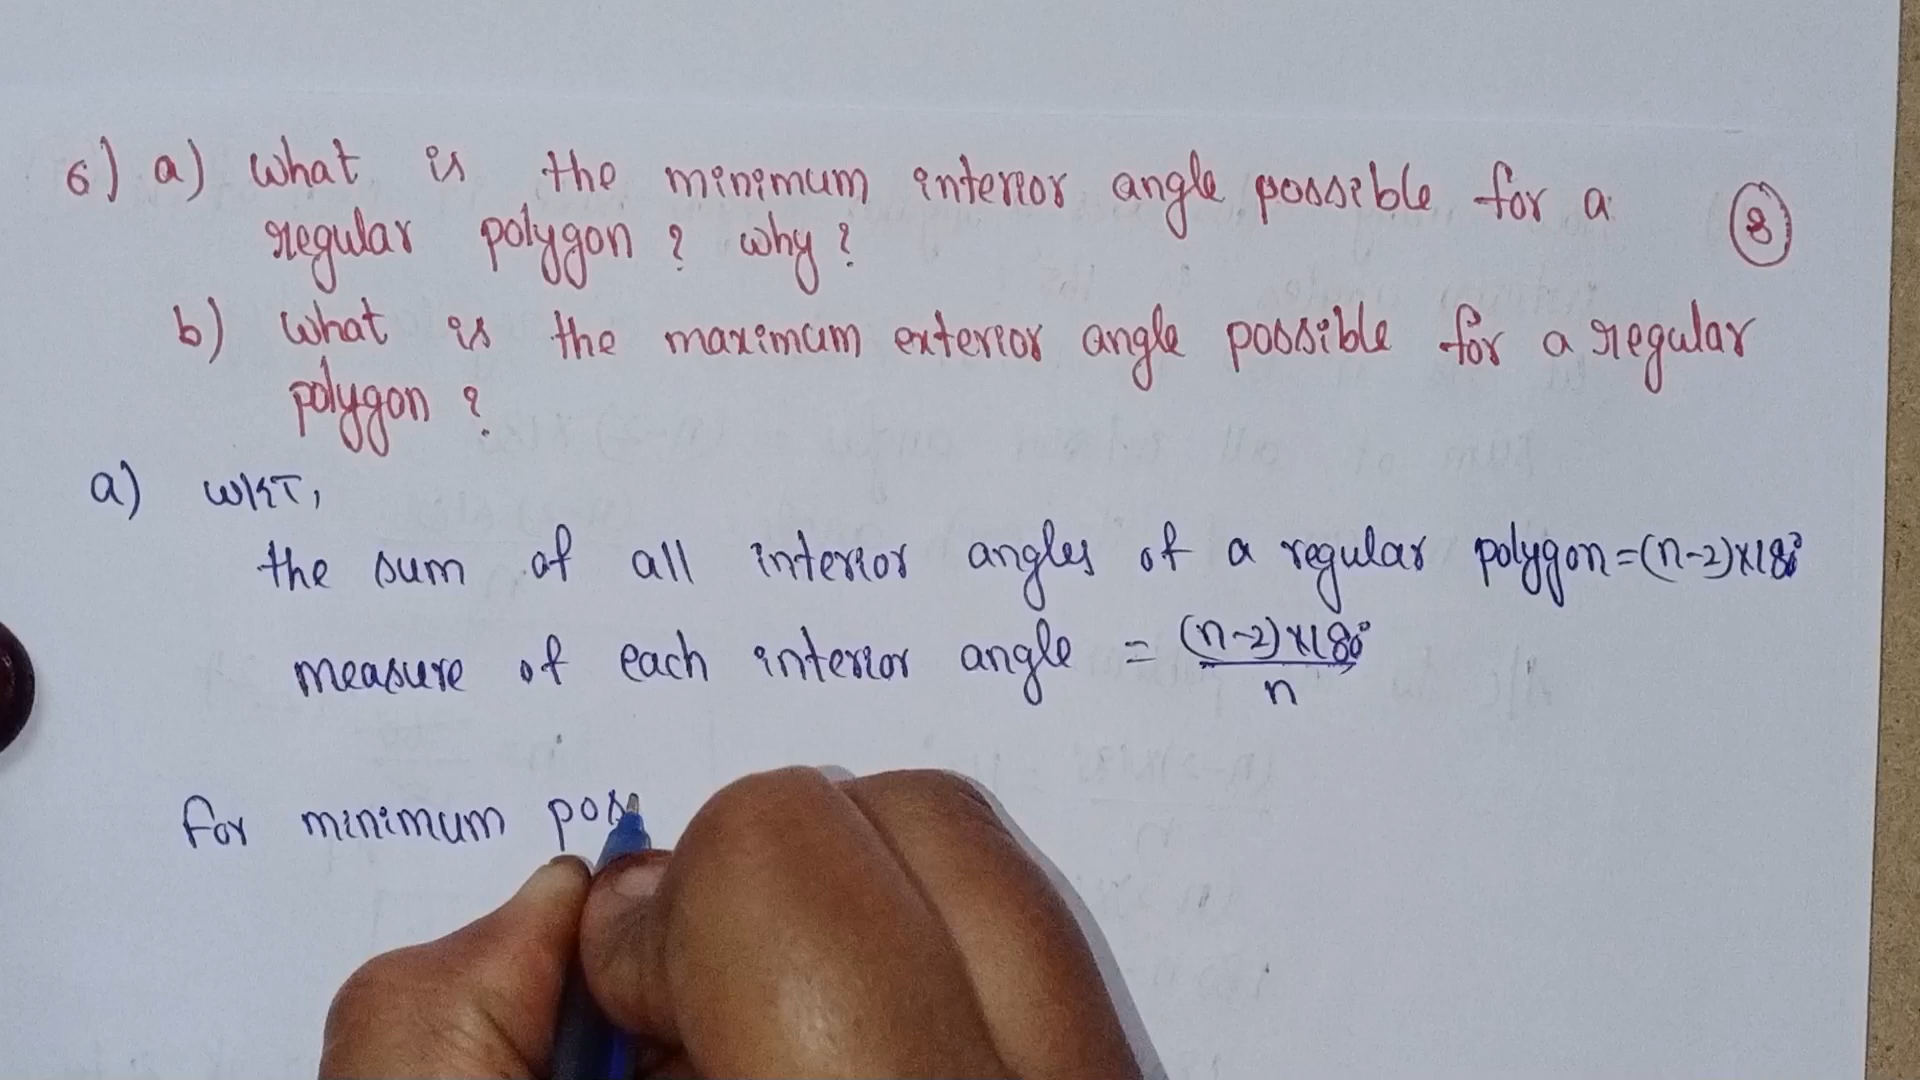 6) a) what is the minimum interior angle possible for a
regular polygon? why?
8
b) what is the maximum exterior angle possible for a regular
polygon?
a) WKT,
the sum of all interior angles of a regular polygon=(n-2)×180°
measure of each interior angle = (n-2)×180°
n
For minimum poss